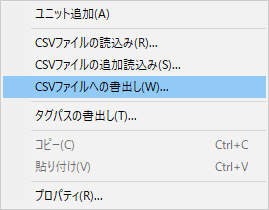 ユニット追加(A)
CSVファイルの読込み(R)...
CSVファイルの追加読込み(S)...
CSVファイルへの書出し(W)...
タグパスの書出し(T)...
コピー(C) Ctrl+C
貼り付け(V) Ctrl+V
プロパティ(R)...